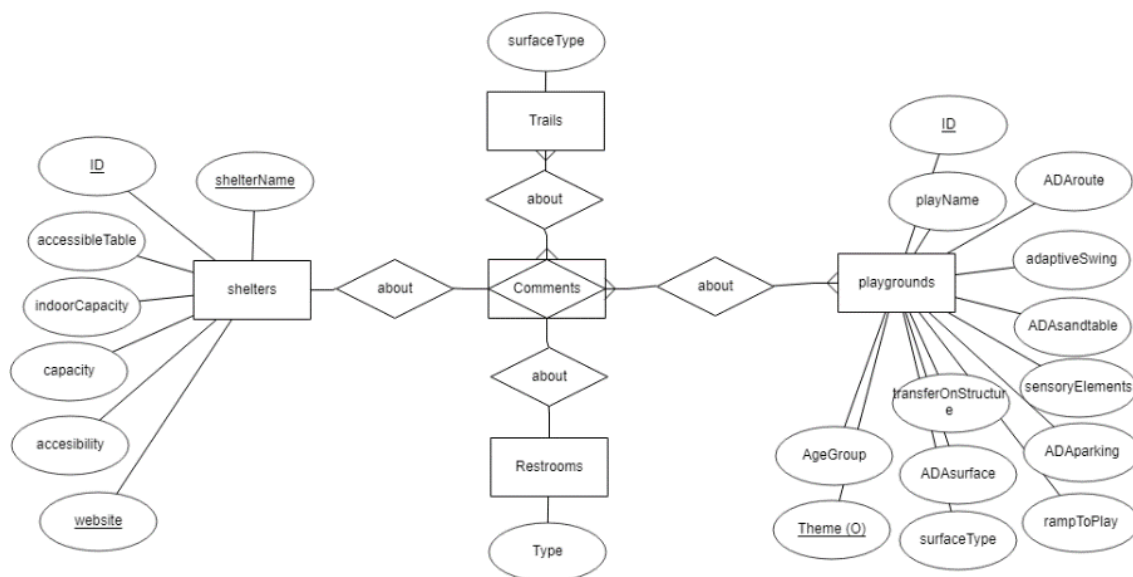 surfaceType
Trails
about
ID
shelterName
accessibleTable
indoorCapacity
capacity
accesibility
website
shelters
about
Comments
about
about
Restrooms
Type
ID
playName
ADAroute
adaptiveSwing
playgrounds
ADAsandtable
sensoryElements
transferOnStructur
e
ADAparking
AgeGroup
ADAsurface
rampToPlay
Theme (O)
surfaceType